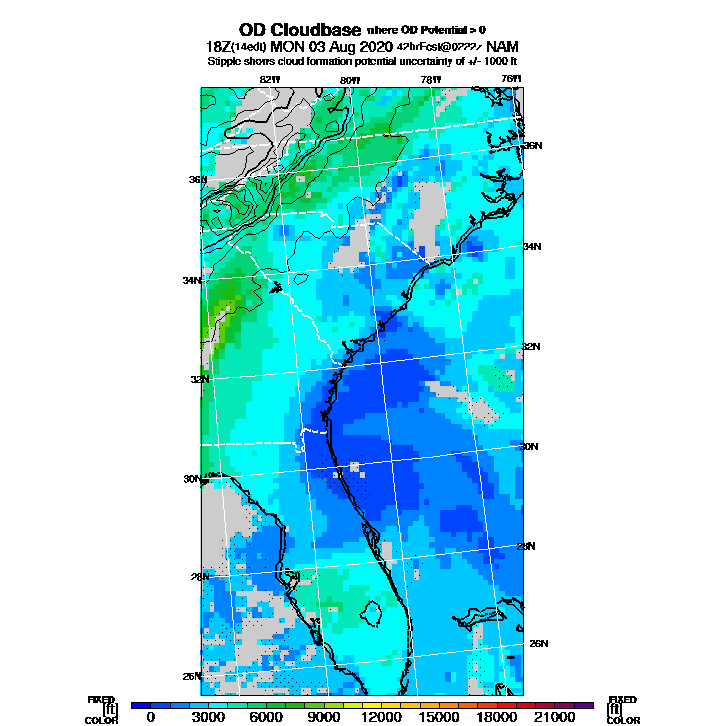 OD Cloudbase where OD Potential > 0
18Z(14edt) MON 03 Aug 2020 42hrFcst@0222z NAM
Stipple shows cloud formation potential uncertainty of +/- 1000 ft
82W 80W 78W 76W
36N 36N
34N 34N
32N 32N
30N 30N
28N 28N
26N 26N
FIXED FIXED
[ft] [ft]
COLOR COLOR
0 3000 6000 9000 12000 15000 18000 21000